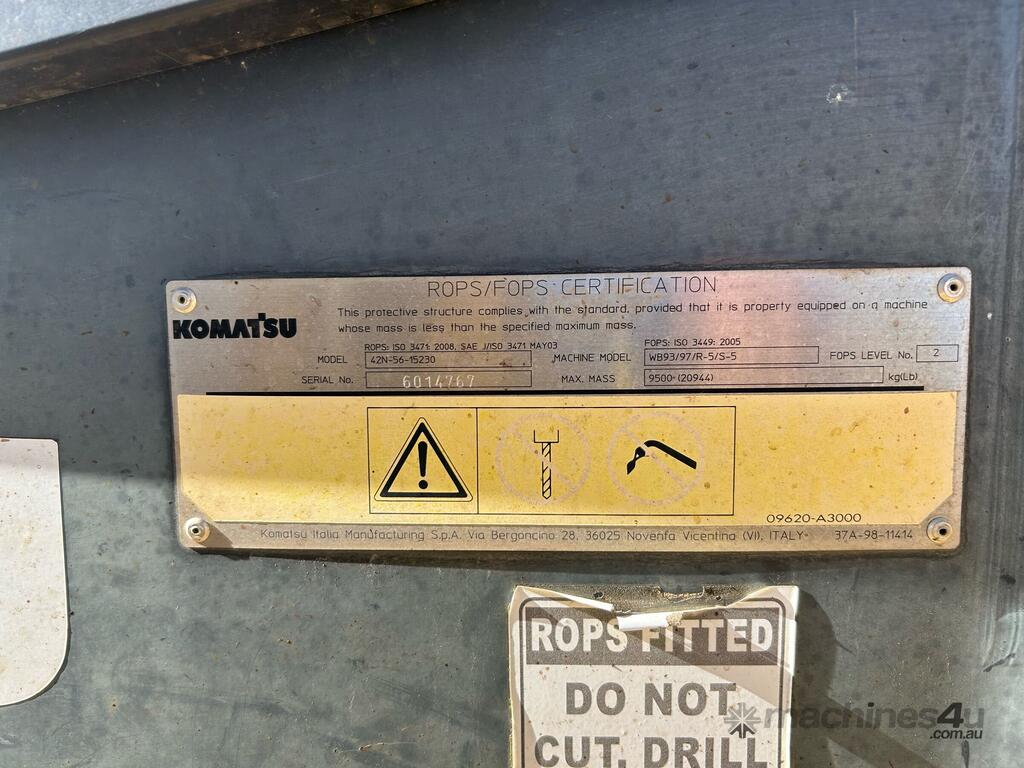 ROPS/FOPS CERTIFICATION
KOMATSU
This protective structure complies with the standard, provided that it is property equipped on a machine
whose mass is less than the specified maximum mass.
ROPS: ISO 3471: 2008, SAE J/ISO 3471 MAY03 FOPS: ISO 3449: 2005
MODEL 42N-56-15230 MACHINE MODEL WB93/97/R-5/S-5 FOPS LEVEL No. 2
SERIAL No. 6014767 MAX. MASS 9500 (20944) kg(Lb)
09620-A3000
Komatsu Italia Manufacturing S.p.A. Via Bergoncino 28, 36025 Noventa Vicentina (VI), ITALY 37A-98-11414
ROPS FITTED
DO NOT
CUT, DRILL
machines4u
.com.au